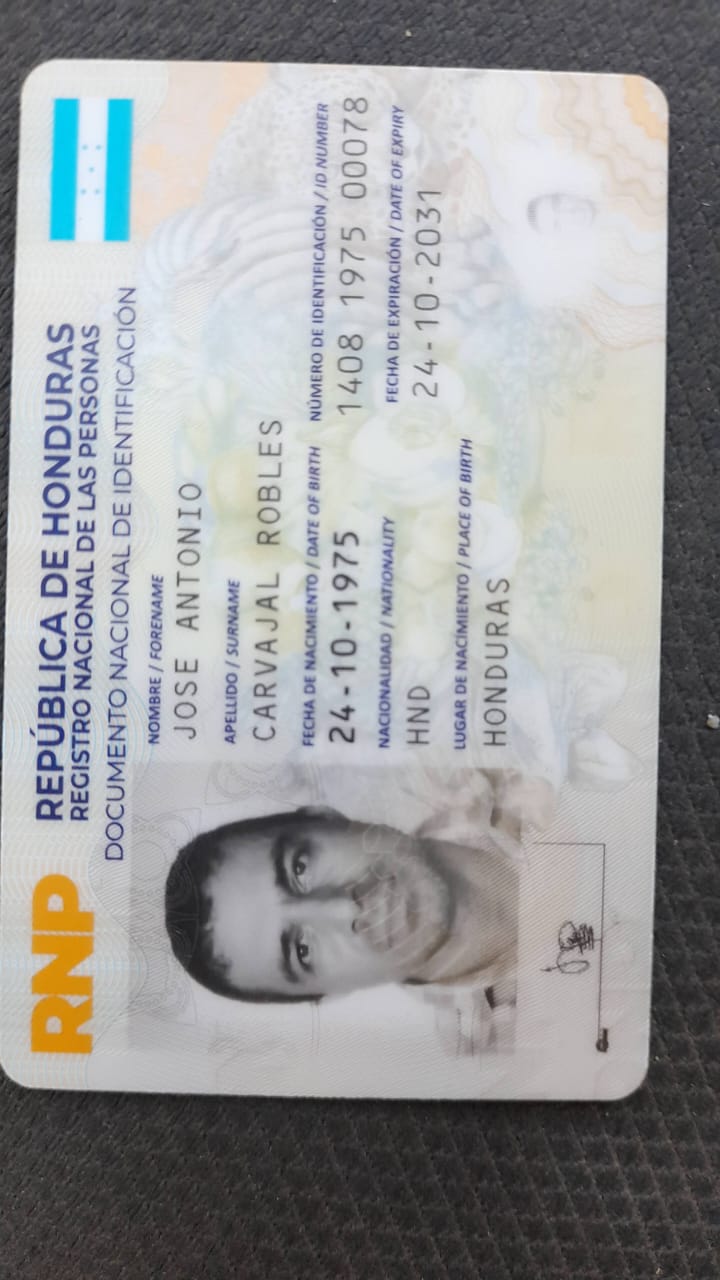 RNP
REPÚBLICA DE HONDURAS
REGISTRO NACIONAL DE LAS PERSONAS
DOCUMENTO NACIONAL DE IDENTIFICACIÓN
NOMBRE / FORENAME
JOSE ANTONIO
APELLIDO / SURNAME
CARVAJAL ROBLES
FECHA DE NACIMIENTO / DATE OF BIRTH
24-10-1975
NÚMERO DE IDENTIFICACIÓN / ID NUMBER
1408 1975 00078
NACIONALIDAD / NATIONALITY
HND
FECHA DE EXPIRACIÓN / DATE OF EXPIRY
24-10-2031
LUGAR DE NACIMIENTO / PLACE OF BIRTH
HONDURAS